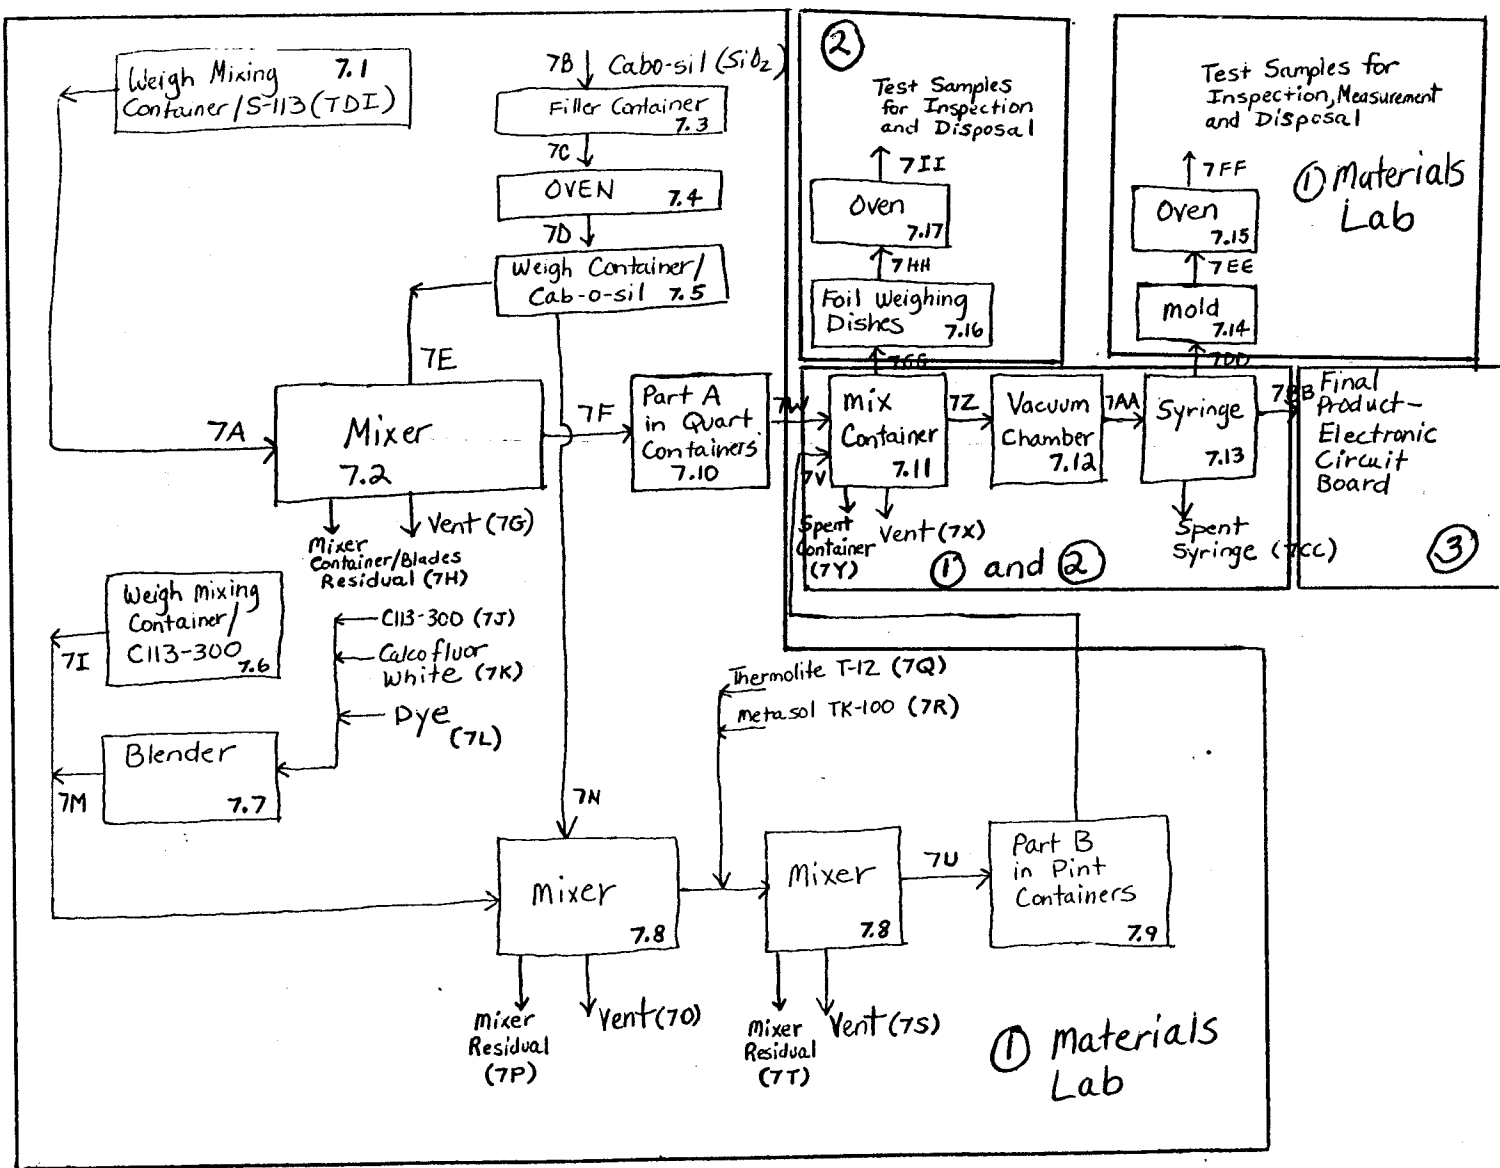 Weigh Mixing 7.1
Container/S-113(TDI)
7B Cabo-sil (SiO2)
Filler Container
7.3
7C
OVEN
7.4
7D
Weigh Container/
Cab-o-sil 7.5
7E
7A
Mixer
7.2
7F
Part A
in Quart
Containers
7.10
Vent (7G)
Mixer
Container/Blades
Residual (7H)
Weigh Mixing
Container/
C113-300
7.6
7I
C113-300 (7J)
Calcofluor
White (7K)
Dye
(7L)
Blender
7.7
7M
7N
Thermolite T-12 (7Q)
Metasol TK-100 (7R)
Mixer
7.8
Mixer
7.8
7U
Part B
in Pint
Containers
7.9
Mixer
Residual
(7P)
Vent (7O)
Mixer
Residual
(7T)
Vent (7S)
① Materials
Lab
②
Test Samples
for Inspection
and Disposal
7II
Oven
7.17
7HH
Foil Weighing
Dishes
7.16
7GG
Test Samples for
Inspection, Measurement
and Disposal
7FF
① Materials
Lab
Oven
7.15
7EE
mold
7.14
7DD
7W
7V
mix
Container
7.11
7Z
Vacuum
Chamber
7.12
7AA
Syringe
7.13
7BB
Final
Product-
Electronic
Circuit
Board
Spent
Container
(7Y)
Vent (7X)
① and ②
Spent
Syringe (7CC)
③